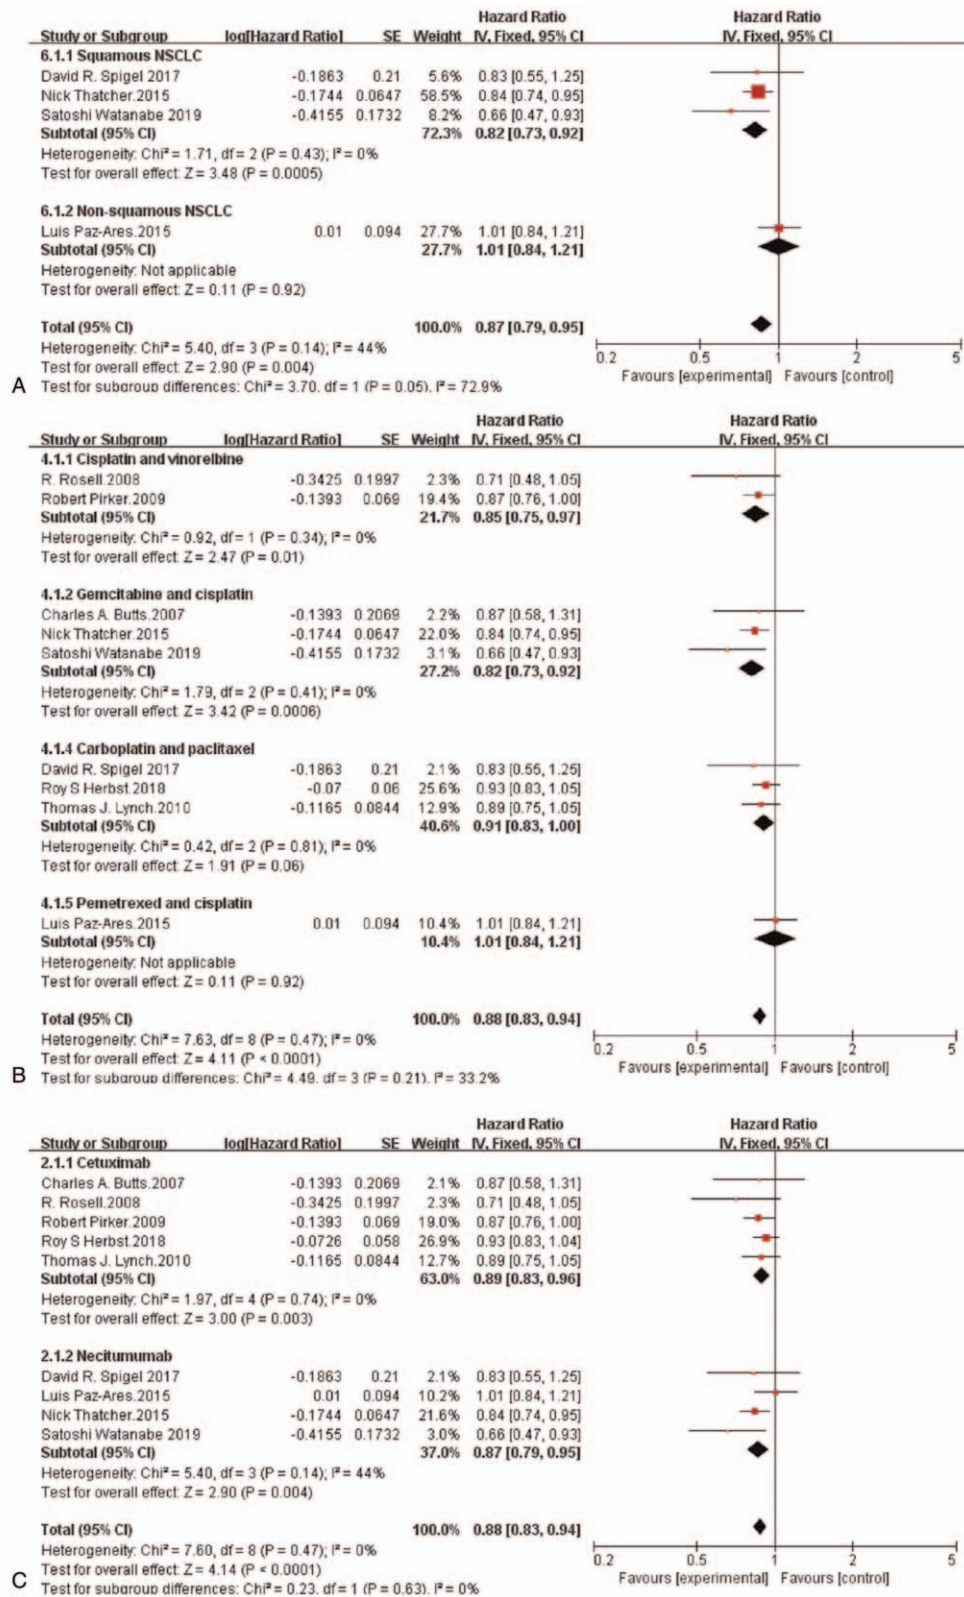 Hazard Ratio Hazard Ratio
Study or Subgroup log[Hazard Ratio] SE Weight IV, Fixed, 95% CI IV, Fixed, 95% CI
6.1.1 Squamous NSCLC
David R. Spigel 2017 -0.1863 0.21 5.6% 0.83 [0.55, 1.25]
Nick Thatcher.2015 -0.1744 0.0647 58.5% 0.84 [0.74, 0.95]
Satoshi Watanabe 2019 -0.4155 0.1732 8.2% 0.66 [0.47, 0.93]
Subtotal (95% CI) 72.3% 0.82 [0.73, 0.92]
Heterogeneity: Chi² = 1.71, df = 2 (P = 0.43); I² = 0%
Test for overall effect: Z = 3.48 (P = 0.0005)
6.1.2 Non-squamous NSCLC
Luis Paz-Ares.2015 0.01 0.094 27.7% 1.01 [0.84, 1.21]
Subtotal (95% CI) 27.7% 1.01 [0.84, 1.21]
Heterogeneity: Not applicable
Test for overall effect: Z = 0.11 (P = 0.92)
Total (95% CI) 100.0% 0.87 [0.79, 0.95]
Heterogeneity: Chi² = 5.40, df = 3 (P = 0.14); I² = 44%
Test for overall effect: Z = 2.90 (P = 0.004)
Test for subgroup differences: Chi² = 3.70, df = 1 (P = 0.05), I² = 72.9%
0.2 0.5 1 2 5
Favours [experimental] Favours [control]
A
Hazard Ratio Hazard Ratio
Study or Subgroup log[Hazard Ratio] SE Weight IV, Fixed, 95% CI IV, Fixed, 95% CI
4.1.1 Cisplatin and vinorelbine
R. Rosell.2008 -0.3425 0.1997 2.3% 0.71 [0.48, 1.05]
Robert Pirker.2009 -0.1393 0.069 19.4% 0.87 [0.76, 1.00]
Subtotal (95% CI) 21.7% 0.85 [0.75, 0.97]
Heterogeneity: Chi² = 0.92, df = 1 (P = 0.34); I² = 0%
Test for overall effect: Z = 2.47 (P = 0.01)
4.1.2 Gemcitabine and cisplatin
Charles A. Butts.2007 -0.1393 0.2069 2.2% 0.87 [0.58, 1.31]
Nick Thatcher.2015 -0.1744 0.0647 22.0% 0.84 [0.74, 0.95]
Satoshi Watanabe 2019 -0.4155 0.1732 3.1% 0.66 [0.47, 0.93]
Subtotal (95% CI) 27.2% 0.82 [0.73, 0.92]
Heterogeneity: Chi² = 1.79, df = 2 (P = 0.41); I² = 0%
Test for overall effect: Z = 3.42 (P = 0.0006)
4.1.4 Carboplatin and paclitaxel
David R. Spigel 2017 -0.1863 0.21 2.1% 0.83 [0.55, 1.25]
Roy S Herbst.2018 -0.07 0.06 25.6% 0.93 [0.83, 1.05]
Thomas J. Lynch.2010 -0.1165 0.0844 12.9% 0.89 [0.75, 1.05]
Subtotal (95% CI) 40.6% 0.91 [0.83, 1.00]
Heterogeneity: Chi² = 0.42, df = 2 (P = 0.81); I² = 0%
Test for overall effect: Z = 1.91 (P = 0.06)
4.1.5 Pemetrexed and cisplatin
Luis Paz-Ares.2015 0.01 0.094 10.4% 1.01 [0.84, 1.21]
Subtotal (95% CI) 10.4% 1.01 [0.84, 1.21]
Heterogeneity: Not applicable
Test for overall effect: Z = 0.11 (P = 0.92)
Total (95% CI) 100.0% 0.88 [0.83, 0.94]
Heterogeneity: Chi² = 7.63, df = 8 (P = 0.47); I² = 0%
Test for overall effect: Z = 4.11 (P < 0.0001)
Test for subgroup differences: Chi² = 4.49, df = 3 (P = 0.21), I² = 33.2%
0.2 0.5 1 2 5
Favours [experimental] Favours [control]
B
Hazard Ratio Hazard Ratio
Study or Subgroup log[Hazard Ratio] SE Weight IV, Fixed, 95% CI IV, Fixed, 95% CI
2.1.1 Cetuximab
Charles A. Butts.2007 -0.1393 0.2069 2.1% 0.87 [0.58, 1.31]
R. Rosell.2008 -0.3425 0.1997 2.3% 0.71 [0.48, 1.05]
Robert Pirker.2009 -0.1393 0.069 19.0% 0.87 [0.76, 1.00]
Roy S Herbst.2018 -0.0726 0.058 26.9% 0.93 [0.83, 1.04]
Thomas J. Lynch.2010 -0.1165 0.0844 12.7% 0.89 [0.75, 1.05]
Subtotal (95% CI) 63.0% 0.89 [0.83, 0.96]
Heterogeneity: Chi² = 1.97, df = 4 (P = 0.74); I² = 0%
Test for overall effect: Z = 3.00 (P = 0.003)
2.1.2 Necitumumab
David R. Spigel 2017 -0.1863 0.21 2.1% 0.83 [0.55, 1.25]
Luis Paz-Ares.2015 0.01 0.094 10.2% 1.01 [0.84, 1.21]
Nick Thatcher.2015 -0.1744 0.0647 21.6% 0.84 [0.74, 0.95]
Satoshi Watanabe 2019 -0.4155 0.1732 3.0% 0.66 [0.47, 0.93]
Subtotal (95% CI) 37.0% 0.87 [0.79, 0.95]
Heterogeneity: Chi² = 5.40, df = 3 (P = 0.14); I² = 44%
Test for overall effect: Z = 2.90 (P = 0.004)
Total (95% CI) 100.0% 0.88 [0.83, 0.94]
Heterogeneity: Chi² = 7.60, df = 8 (P = 0.47); I² = 0%
Test for overall effect: Z = 4.14 (P < 0.0001)
Test for subgroup differences: Chi² = 0.23, df = 1 (P = 0.63), I² = 0%
0.2 0.5 1 2 5
Favours [experimental] Favours [control]
C